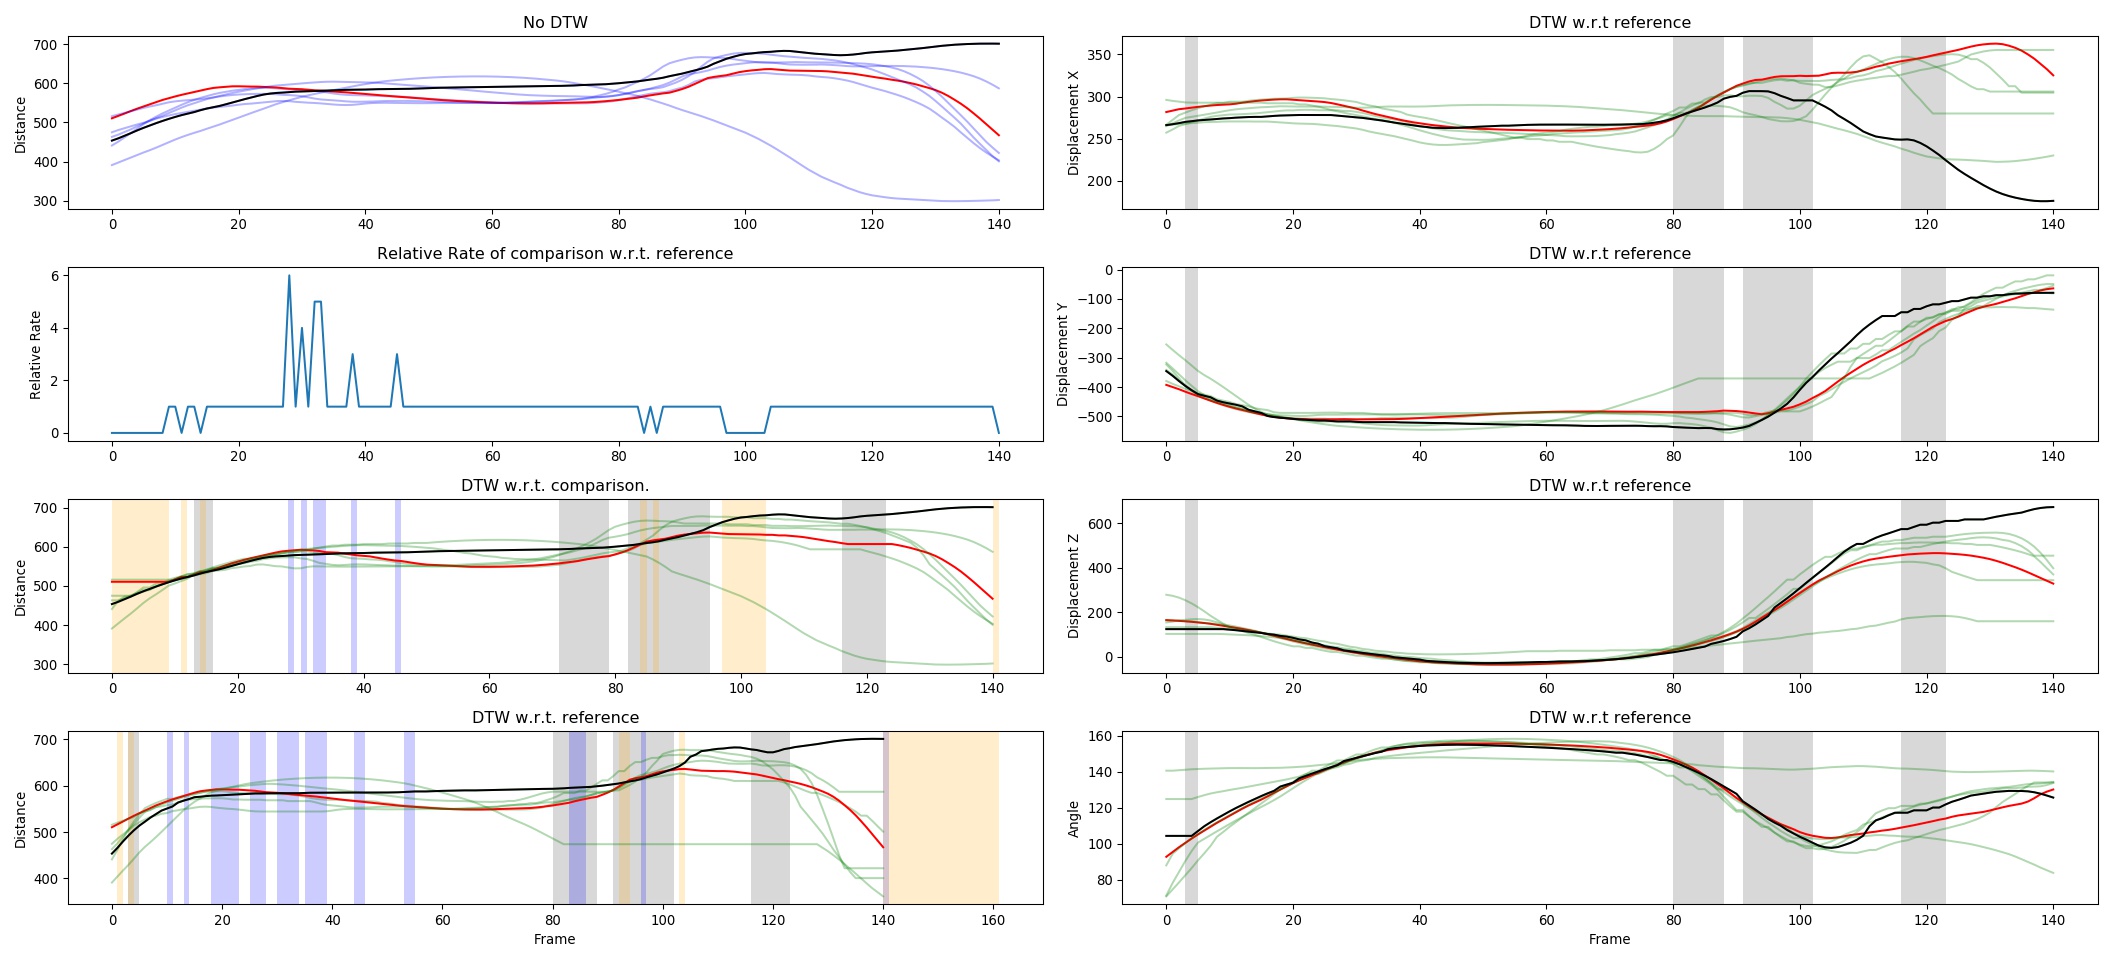 No DTW
Distance
700
600
500
400
300
0 20 40 60 80 100 120 140
DTW w.r.t reference
Displacement X
350
300
250
200
0 20 40 60 80 100 120 140
Relative Rate of comparison w.r.t. reference
Relative Rate
6
4
2
0
0 20 40 60 80 100 120 140
DTW w.r.t reference
Displacement Y
0
−100
−200
−300
−400
−500
0 20 40 60 80 100 120 140
DTW w.r.t. comparison.
Distance
700
600
500
400
300
0 20 40 60 80 100 120 140
DTW w.r.t reference
Displacement Z
600
400
200
0
0 20 40 60 80 100 120 140
DTW w.r.t. reference
Distance
700
600
500
400
0 20 40 60 80 100 120 140 160
Frame
DTW w.r.t reference
Angle
160
140
120
100
80
0 20 40 60 80 100 120 140
Frame